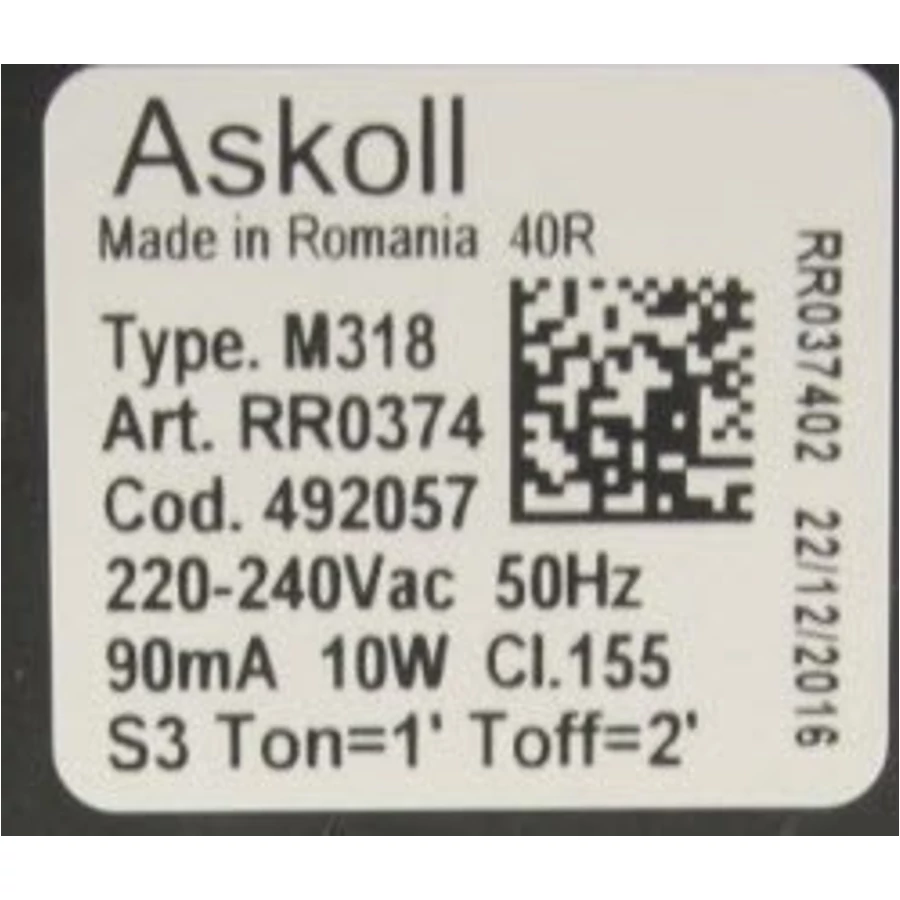 Askoll
Made in Romania 40R
Type. M318
Art. RR0374
Cod. 492057
220-240Vac 50Hz
90mA 10W Cl.155
S3 Ton=1' Toff=2'
RR037402 22/12/2016